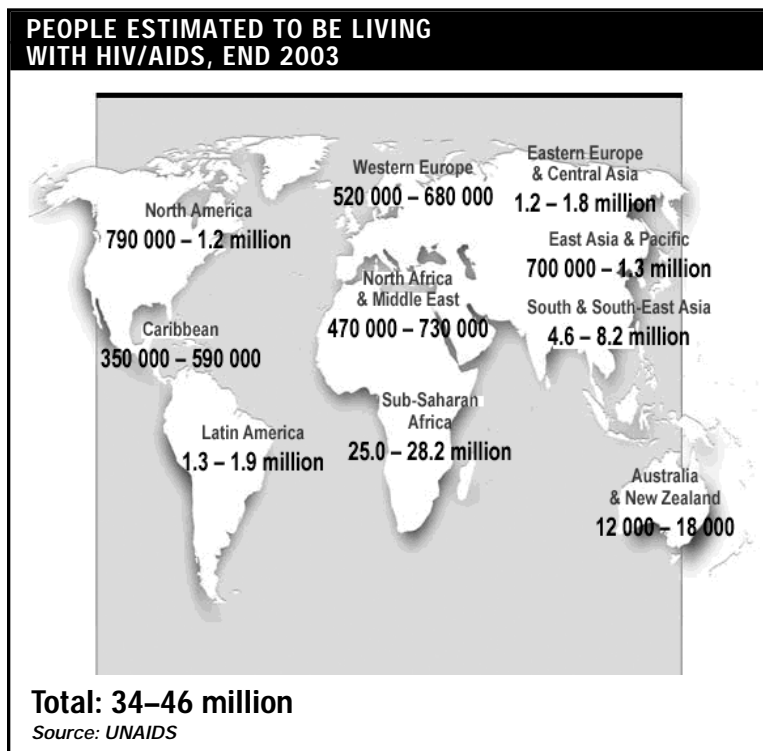 PEOPLE ESTIMATED TO BE LIVING
WITH HIV/AIDS, END 2003
Western Europe
520 000 – 680 000
Eastern Europe
& Central Asia
1.2 – 1.8 million
North America
790 000 – 1.2 million
East Asia & Pacific
700 000 – 1.3 million
North Africa
& Middle East
470 000 – 730 000
South & South-East Asia
4.6 – 8.2 million
Caribbean
350 000 – 590 000
Sub-Saharan
Africa
25.0 – 28.2 million
Latin America
1.3 – 1.9 million
Australia
& New Zealand
12 000 – 18 000
Total: 34–46 million
Source: UNAIDS